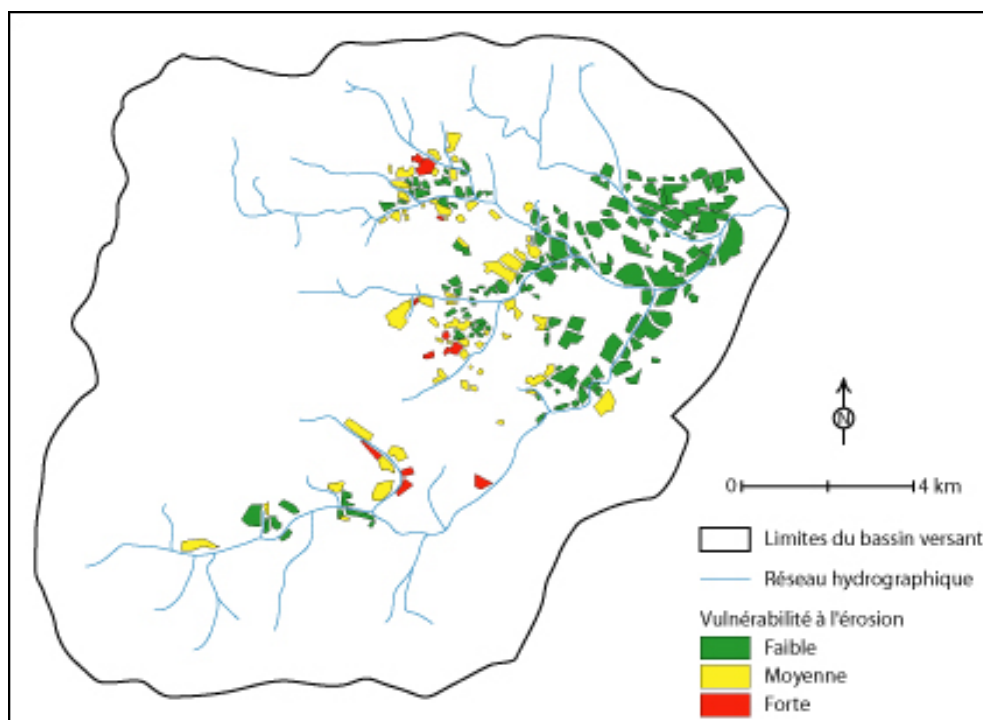 N
0 4 km
Limites du bassin versant
Réseau hydrographique
Vulnérabilité à l'érosion
Faible
Moyenne
Forte